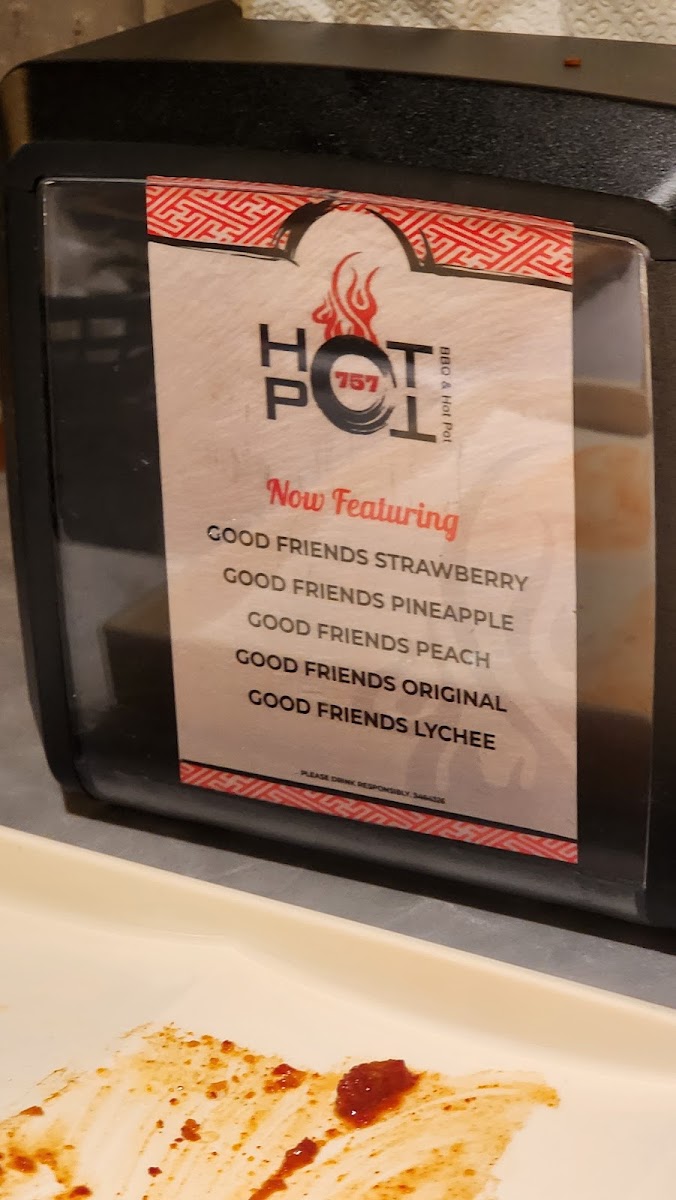 HOT
757
POT
BBQ & Hot Pot
Now Featuring
GOOD FRIENDS STRAWBERRY
GOOD FRIENDS PINEAPPLE
GOOD FRIENDS PEACH
GOOD FRIENDS ORIGINAL
GOOD FRIENDS LYCHEE
PLEASE DRINK RESPONSIBLY.